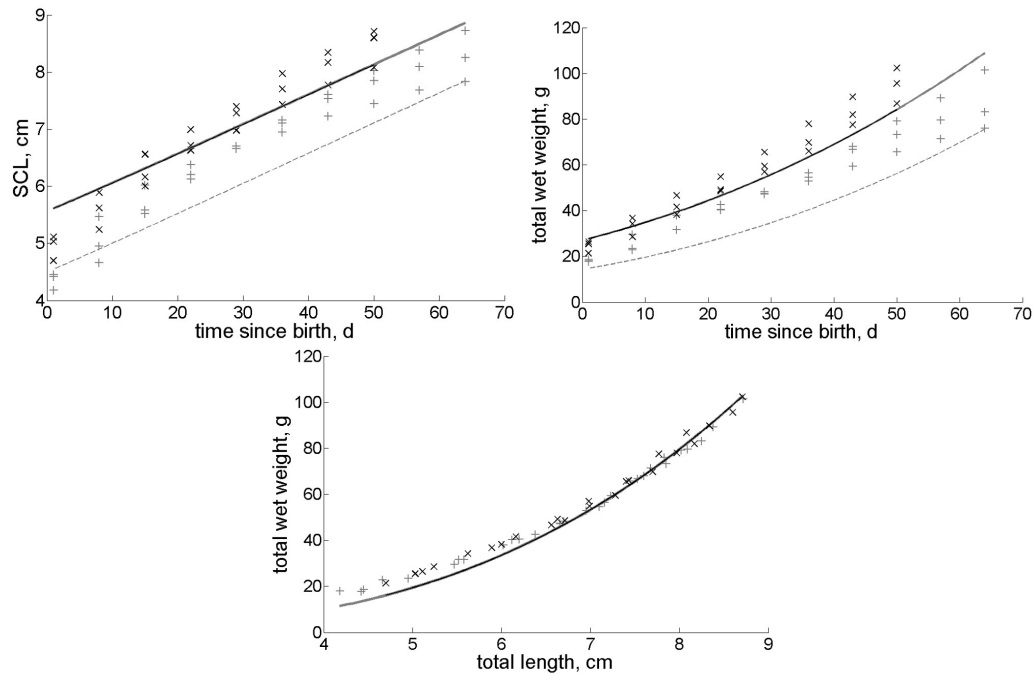 9
8
7
6
5
4
SCL, cm
0 10 20 30 40 50 60 70
time since birth, d
120
100
80
60
40
20
0
total wet weight, g
0 10 20 30 40 50 60 70
time since birth, d
120
100
80
60
40
20
0
total wet weight, g
4 5 6 7 8 9
total length, cm